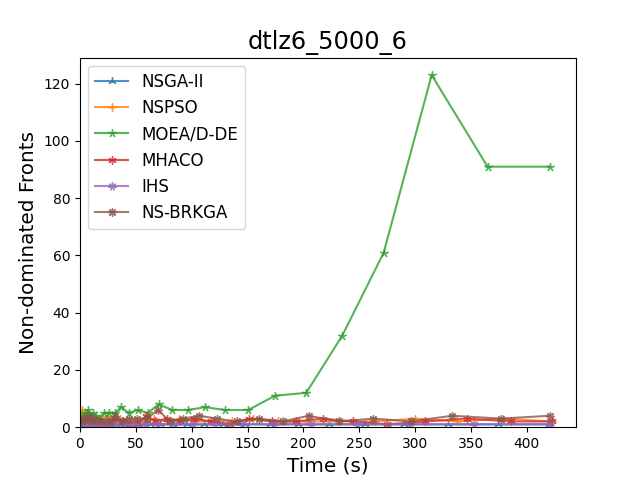 dtlz6_5000_6
Non-dominated Fronts
120
100
80
60
40
20
0
NSGA-II
NSPSO
MOEA/D-DE
MHACO
IHS
NS-BRKGA
0 50 100 150 200 250 300 350 400
Time (s)